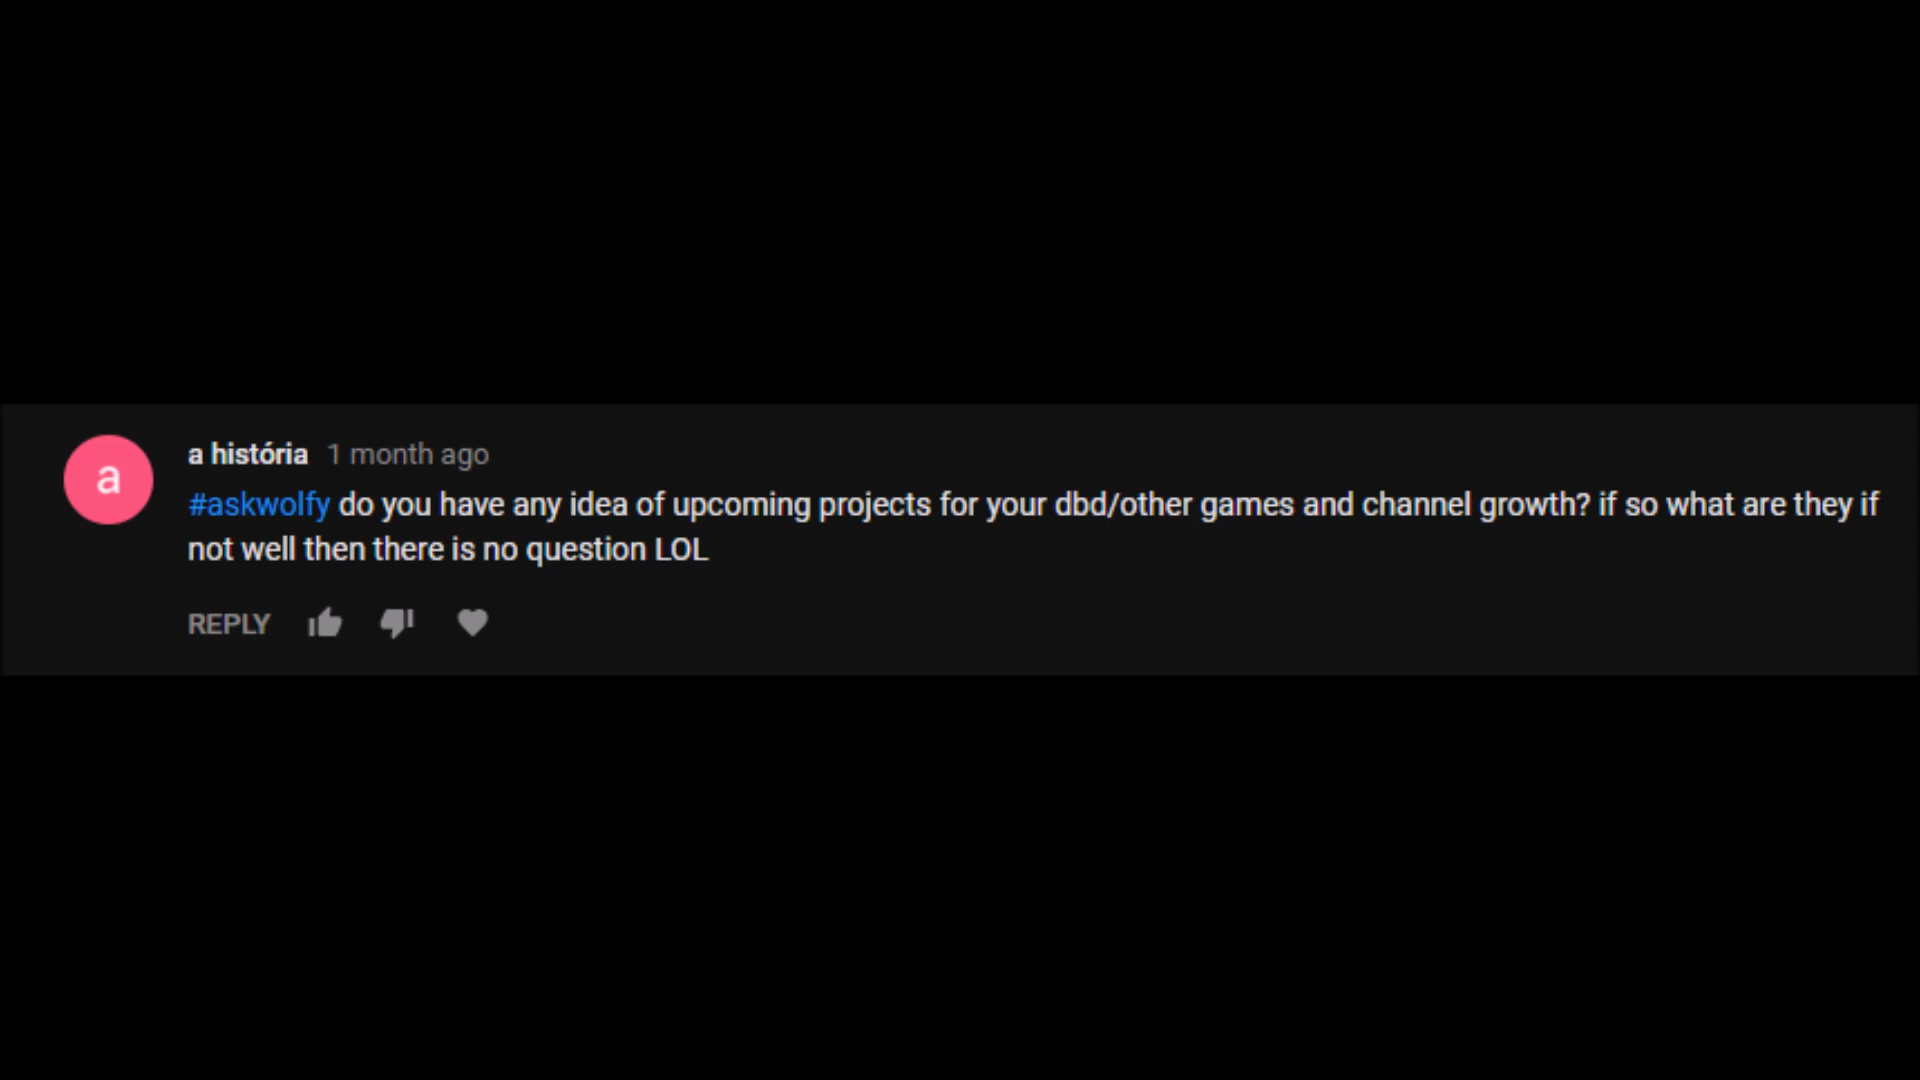 a
a história 1 month ago
#askwolfy do you have any idea of upcoming projects for your dbd/other games and channel growth? if so what are they if
not well then there is no question LOL
REPLY